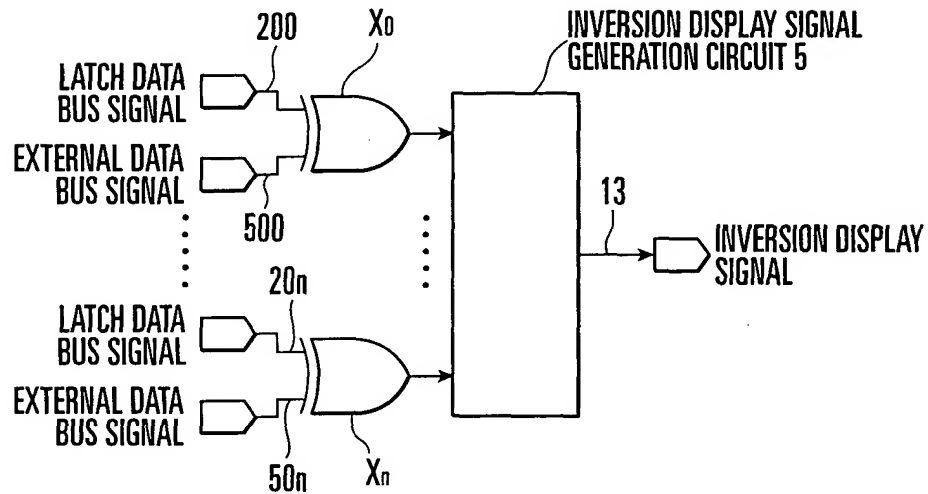 200
X0
INVERSION DISPLAY SIGNAL
GENERATION CIRCUIT 5
LATCH DATA
BUS SIGNAL
EXTERNAL DATA
BUS SIGNAL
500
13
INVERSION DISPLAY
SIGNAL
20n
LATCH DATA
BUS SIGNAL
EXTERNAL DATA
BUS SIGNAL
50n
Xn